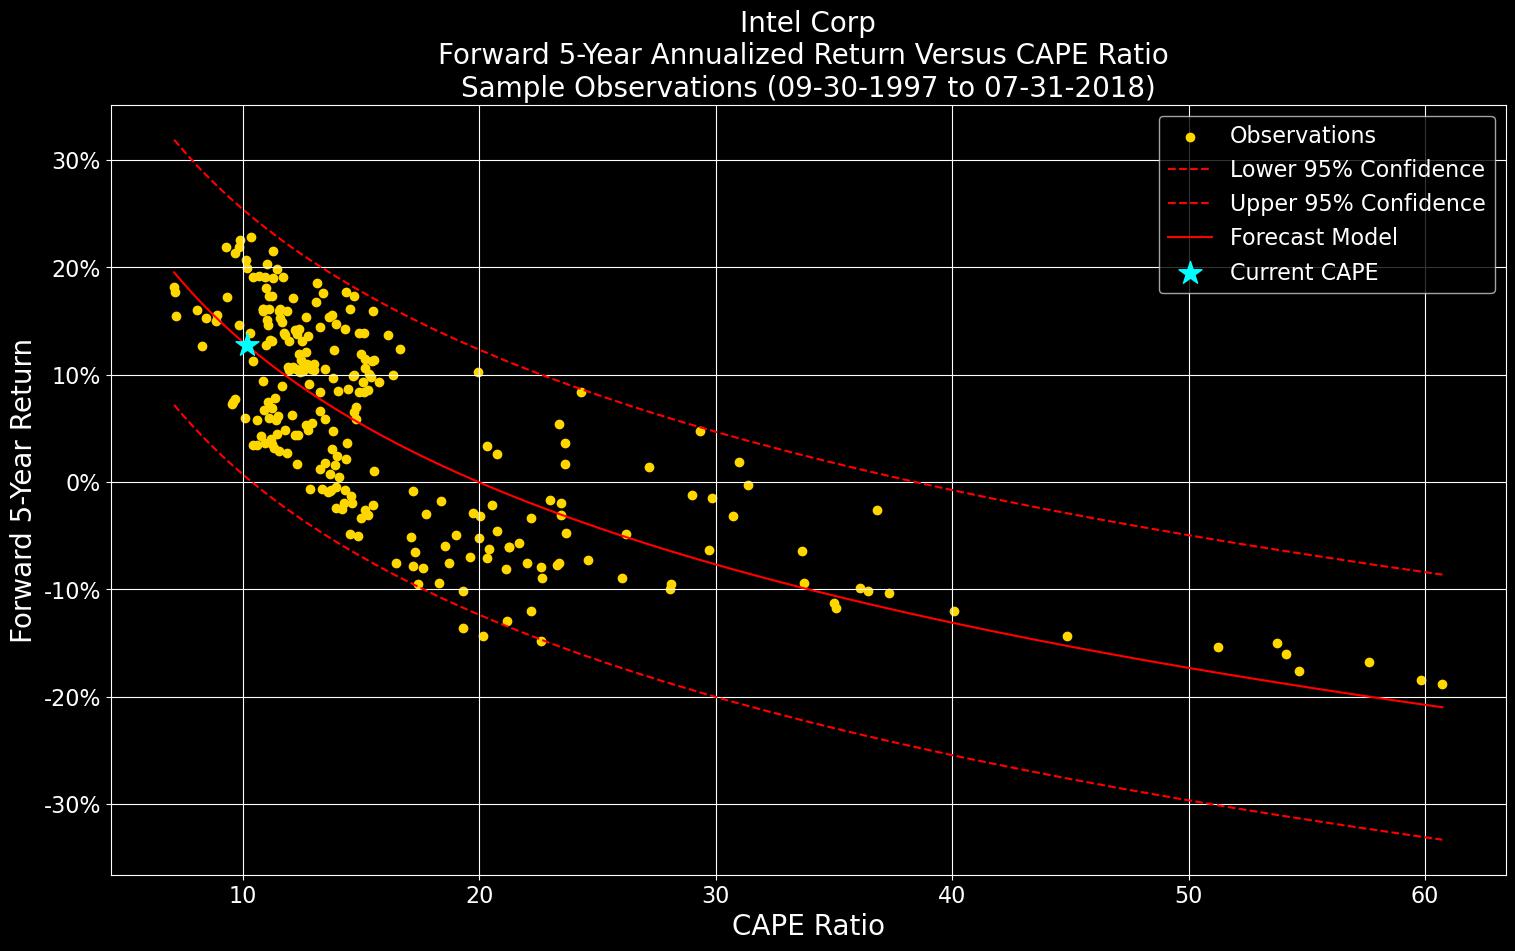 Intel Corp
Forward 5-Year Annualized Return Versus CAPE Ratio
Sample Observations (09-30-1997 to 07-31-2018)
Observations
Lower 95% Confidence
Upper 95% Confidence
Forecast Model
Current CAPE
Forward 5-Year Return
30%
20%
10%
0%
-10%
-20%
-30%
10 20 30 40 50 60
CAPE Ratio